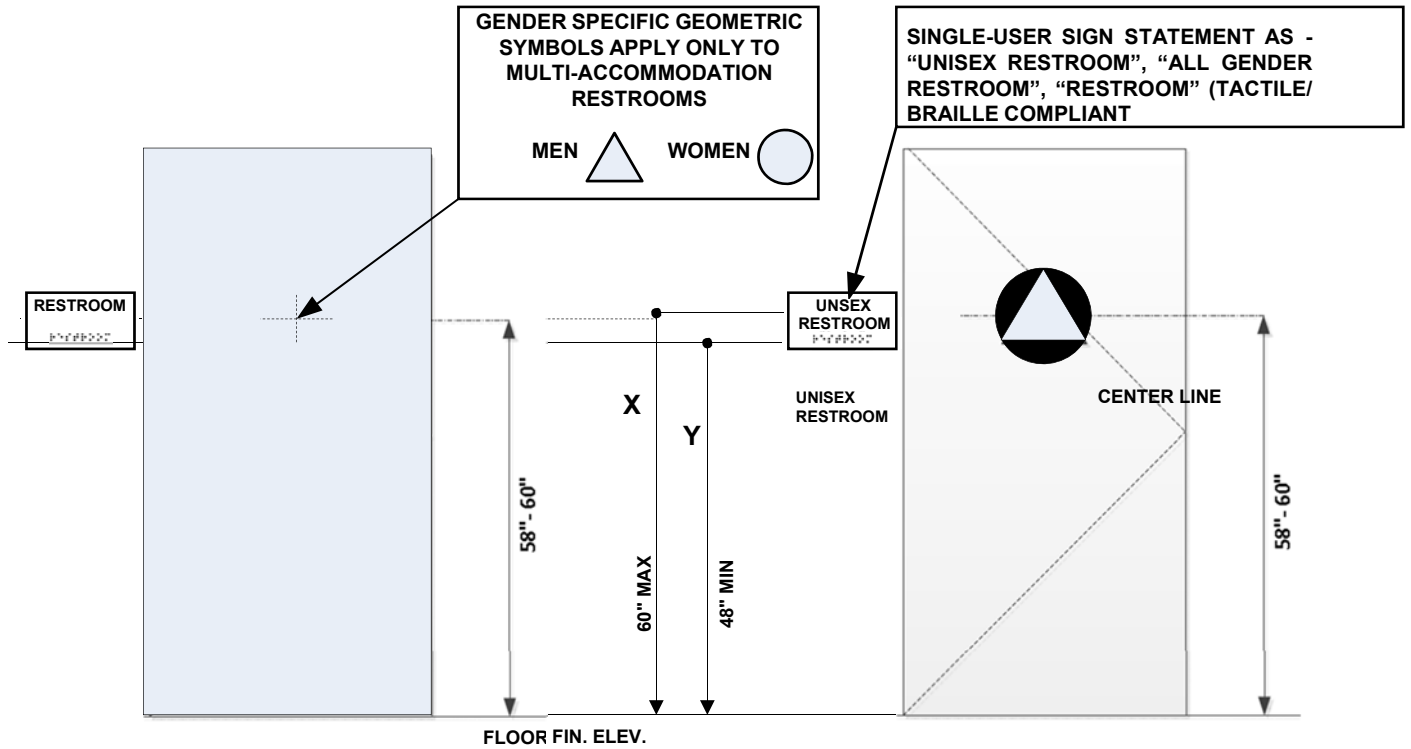 GENDER SPECIFIC GEOMETRIC
SYMBOLS APPLY ONLY TO
MULTI-ACCOMMODATION
RESTROOMS
MEN
WOMEN
SINGLE-USER SIGN STATEMENT AS -
“UNISEX RESTROOM”, “ALL GENDER
RESTROOM”, “RESTROOM” (TACTILE/
BRAILLE COMPLIANT
RESTROOM
UNSEX
RESTROOM
UNISEX
RESTROOM
CENTER LINE
X
Y
58"- 60"
60" MAX
48" MIN
58"- 60"
FLOOR FIN. ELEV.